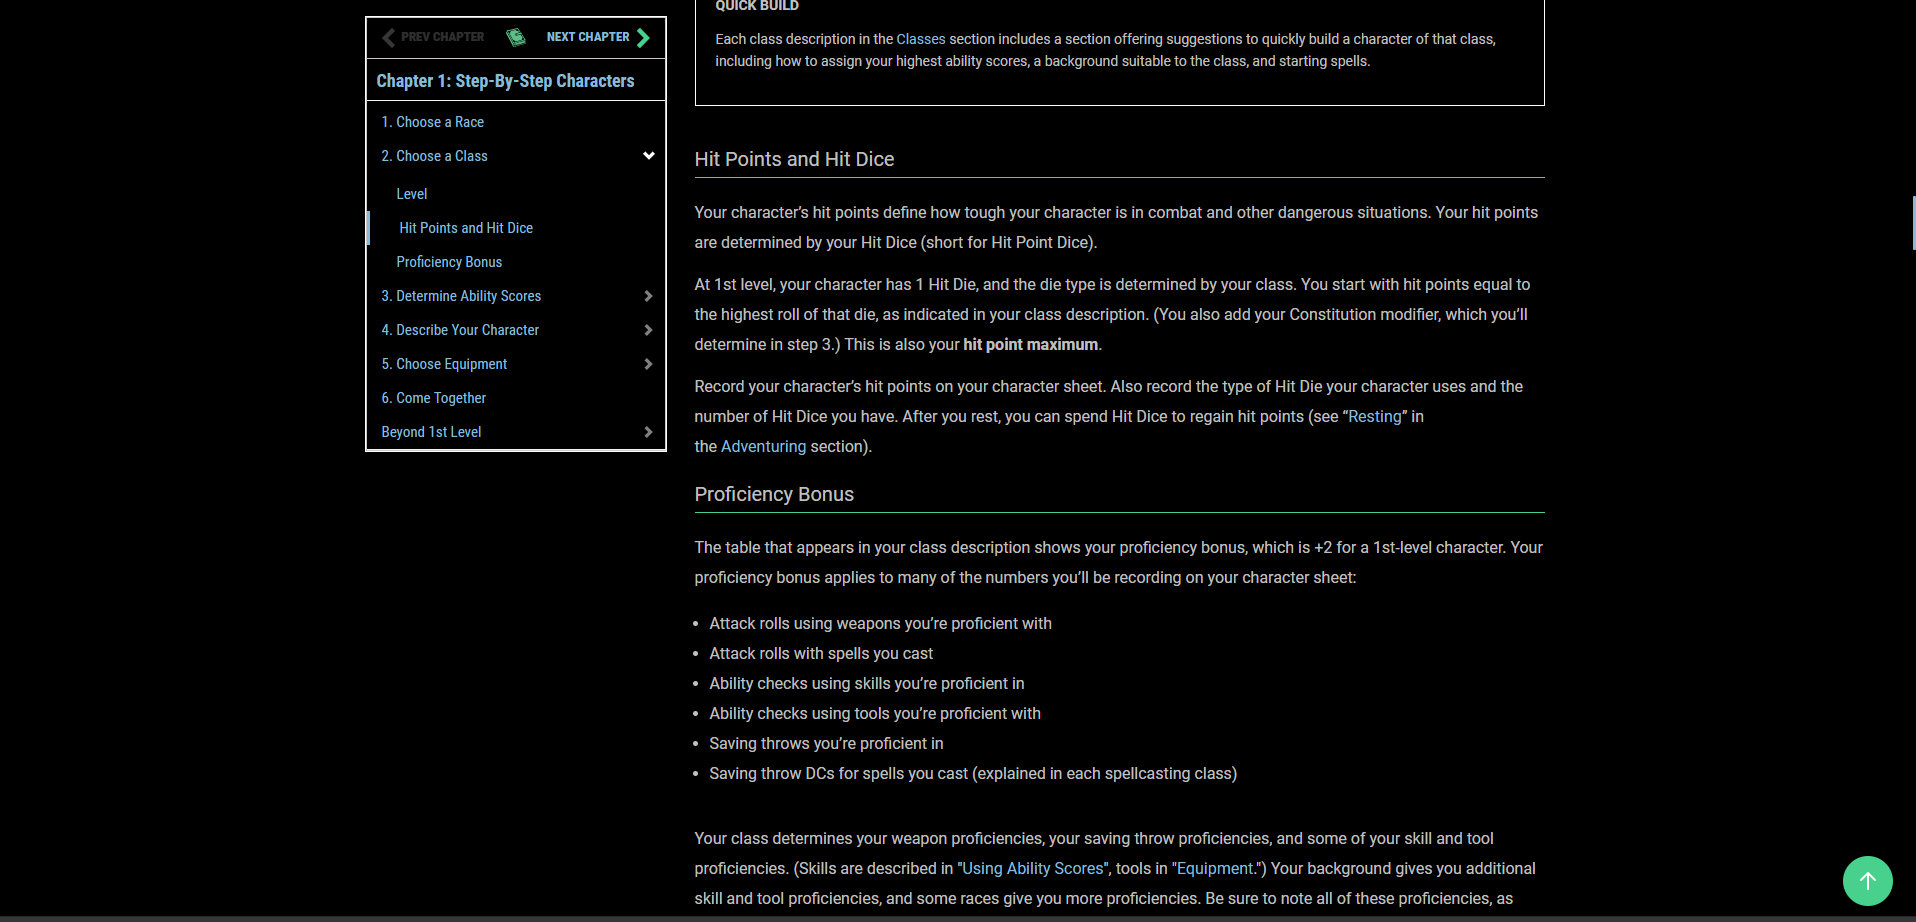 PREV CHAPTER
NEXT CHAPTER
Chapter 1: Step-By-Step Characters
1. Choose a Race
2. Choose a Class
Level
Hit Points and Hit Dice
Proficiency Bonus
3. Determine Ability Scores
4. Describe Your Character
5. Choose Equipment
6. Come Together
Beyond 1st Level
QUICK BUILD
Each class description in the Classes section includes a section offering suggestions to quickly build a character of that class,
including how to assign your highest ability scores, a background suitable to the class, and starting spells.
Hit Points and Hit Dice
Your character’s hit points define how tough your character is in combat and other dangerous situations. Your hit points
are determined by your Hit Dice (short for Hit Point Dice).
At 1st level, your character has 1 Hit Die, and the die type is determined by your class. You start with hit points equal to
the highest roll of that die, as indicated in your class description. (You also add your Constitution modifier, which you’ll
determine in step 3.) This is also your hit point maximum.
Record your character’s hit points on your character sheet. Also record the type of Hit Die your character uses and the
number of Hit Dice you have. After you rest, you can spend Hit Dice to regain hit points (see “Resting” in
the Adventuring section).
Proficiency Bonus
The table that appears in your class description shows your proficiency bonus, which is +2 for a 1st-level character. Your
proficiency bonus applies to many of the numbers you’ll be recording on your character sheet:
• Attack rolls using weapons you’re proficient with
• Attack rolls with spells you cast
• Ability checks using skills you’re proficient in
• Ability checks using tools you’re proficient with
• Saving throws you’re proficient in
• Saving throw DCs for spells you cast (explained in each spellcasting class)
Your class determines your weapon proficiencies, your saving throw proficiencies, and some of your skill and tool
proficiencies. (Skills are described in "Using Ability Scores", tools in "Equipment.") Your background gives you additional
skill and tool proficiencies, and some races give you more proficiencies. Be sure to note all of these proficiencies, as